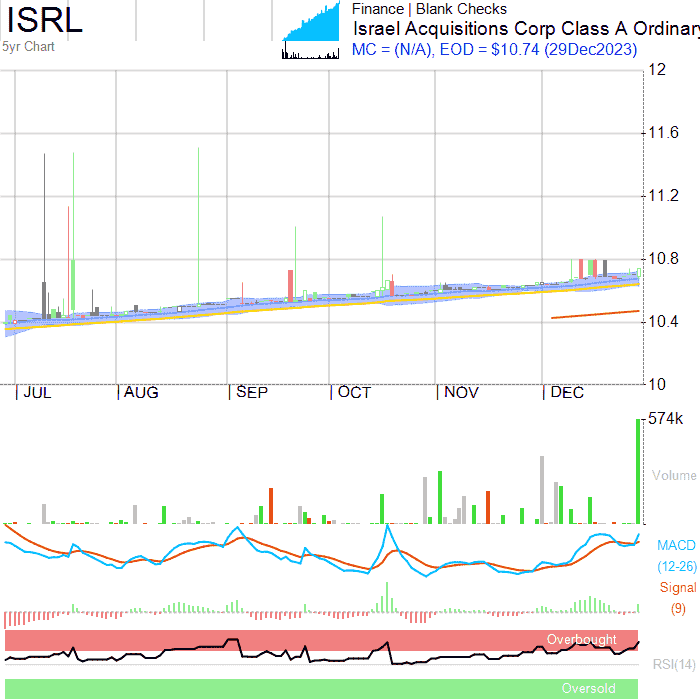 ISRL
5yr Chart
Finance | Blank Checks
Israel Acquisitions Corp Class A Ordinary
MC = (N/A), EOD = $10.74 (29Dec2023)
12
11.6
11.2
10.8
10.4
10
JUL AUG SEP OCT NOV DEC
574k
Volume
MACD
(12-26)
Signal
(9)
Overbought
RSI(14)
Oversold